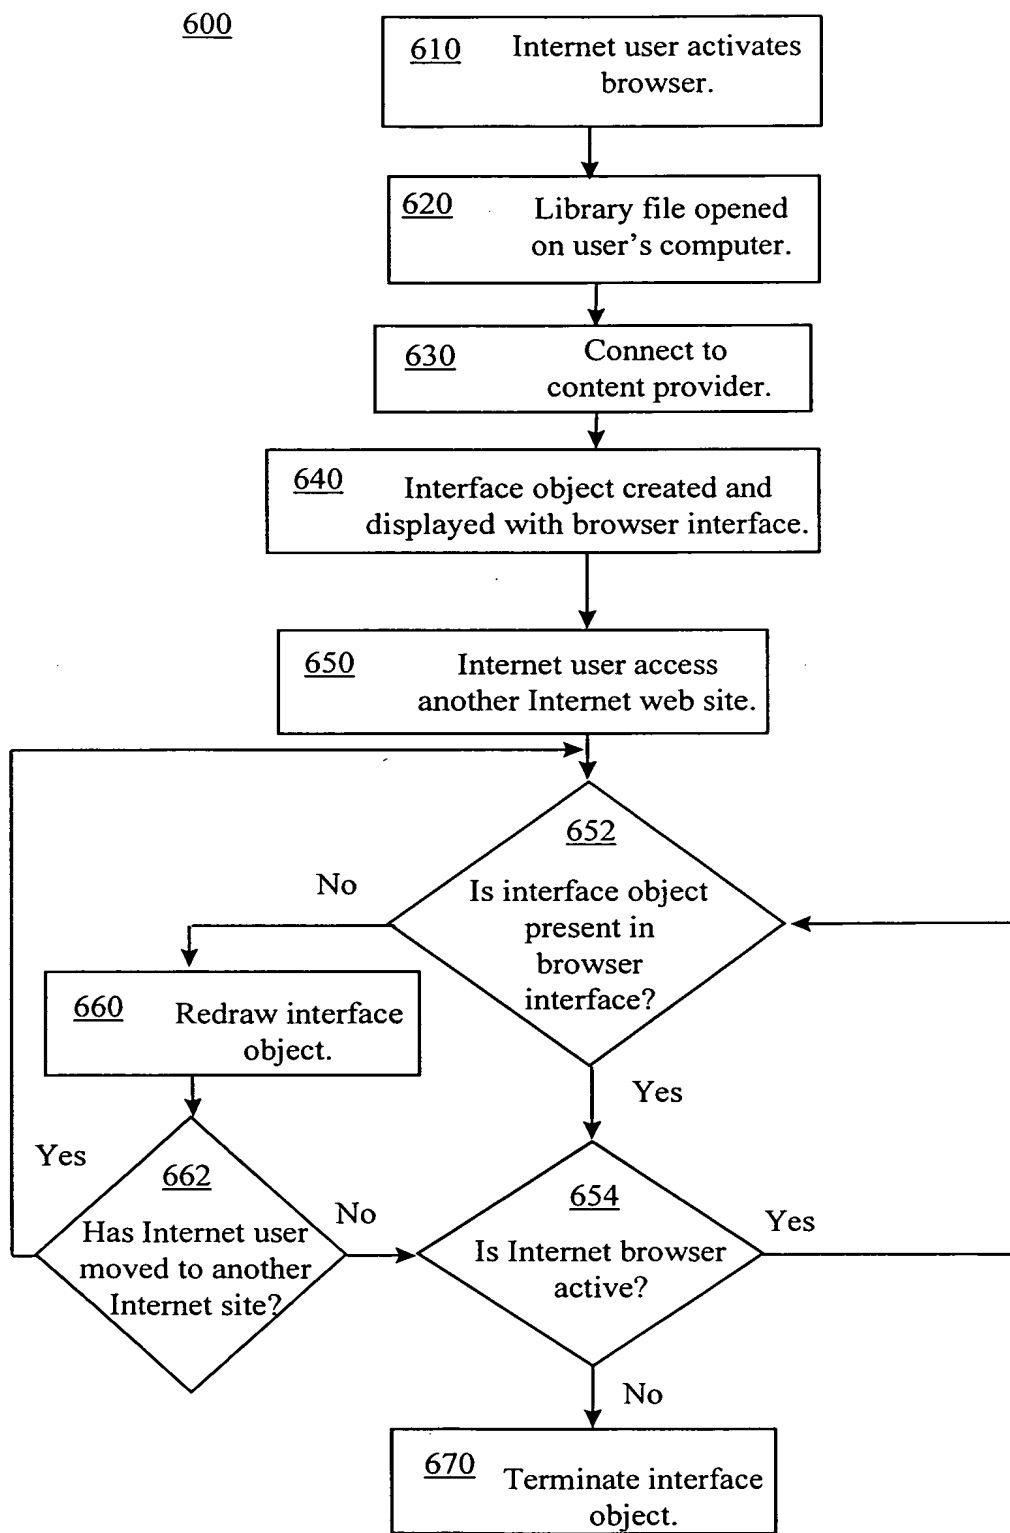 600
610 Internet user activates
browser.
620 Library file opened
on user's computer.
630 Connect to
content provider.
640 Interface object created and
displayed with browser interface.
650 Internet user access
another Internet web site.
652
No
Is interface object
present in
browser
interface?
660 Redraw interface
object.
Yes
Yes
662
654
No
Yes
Has Internet user
moved to another
Internet site?
Is Internet browser
active?
No
670 Terminate interface
object.